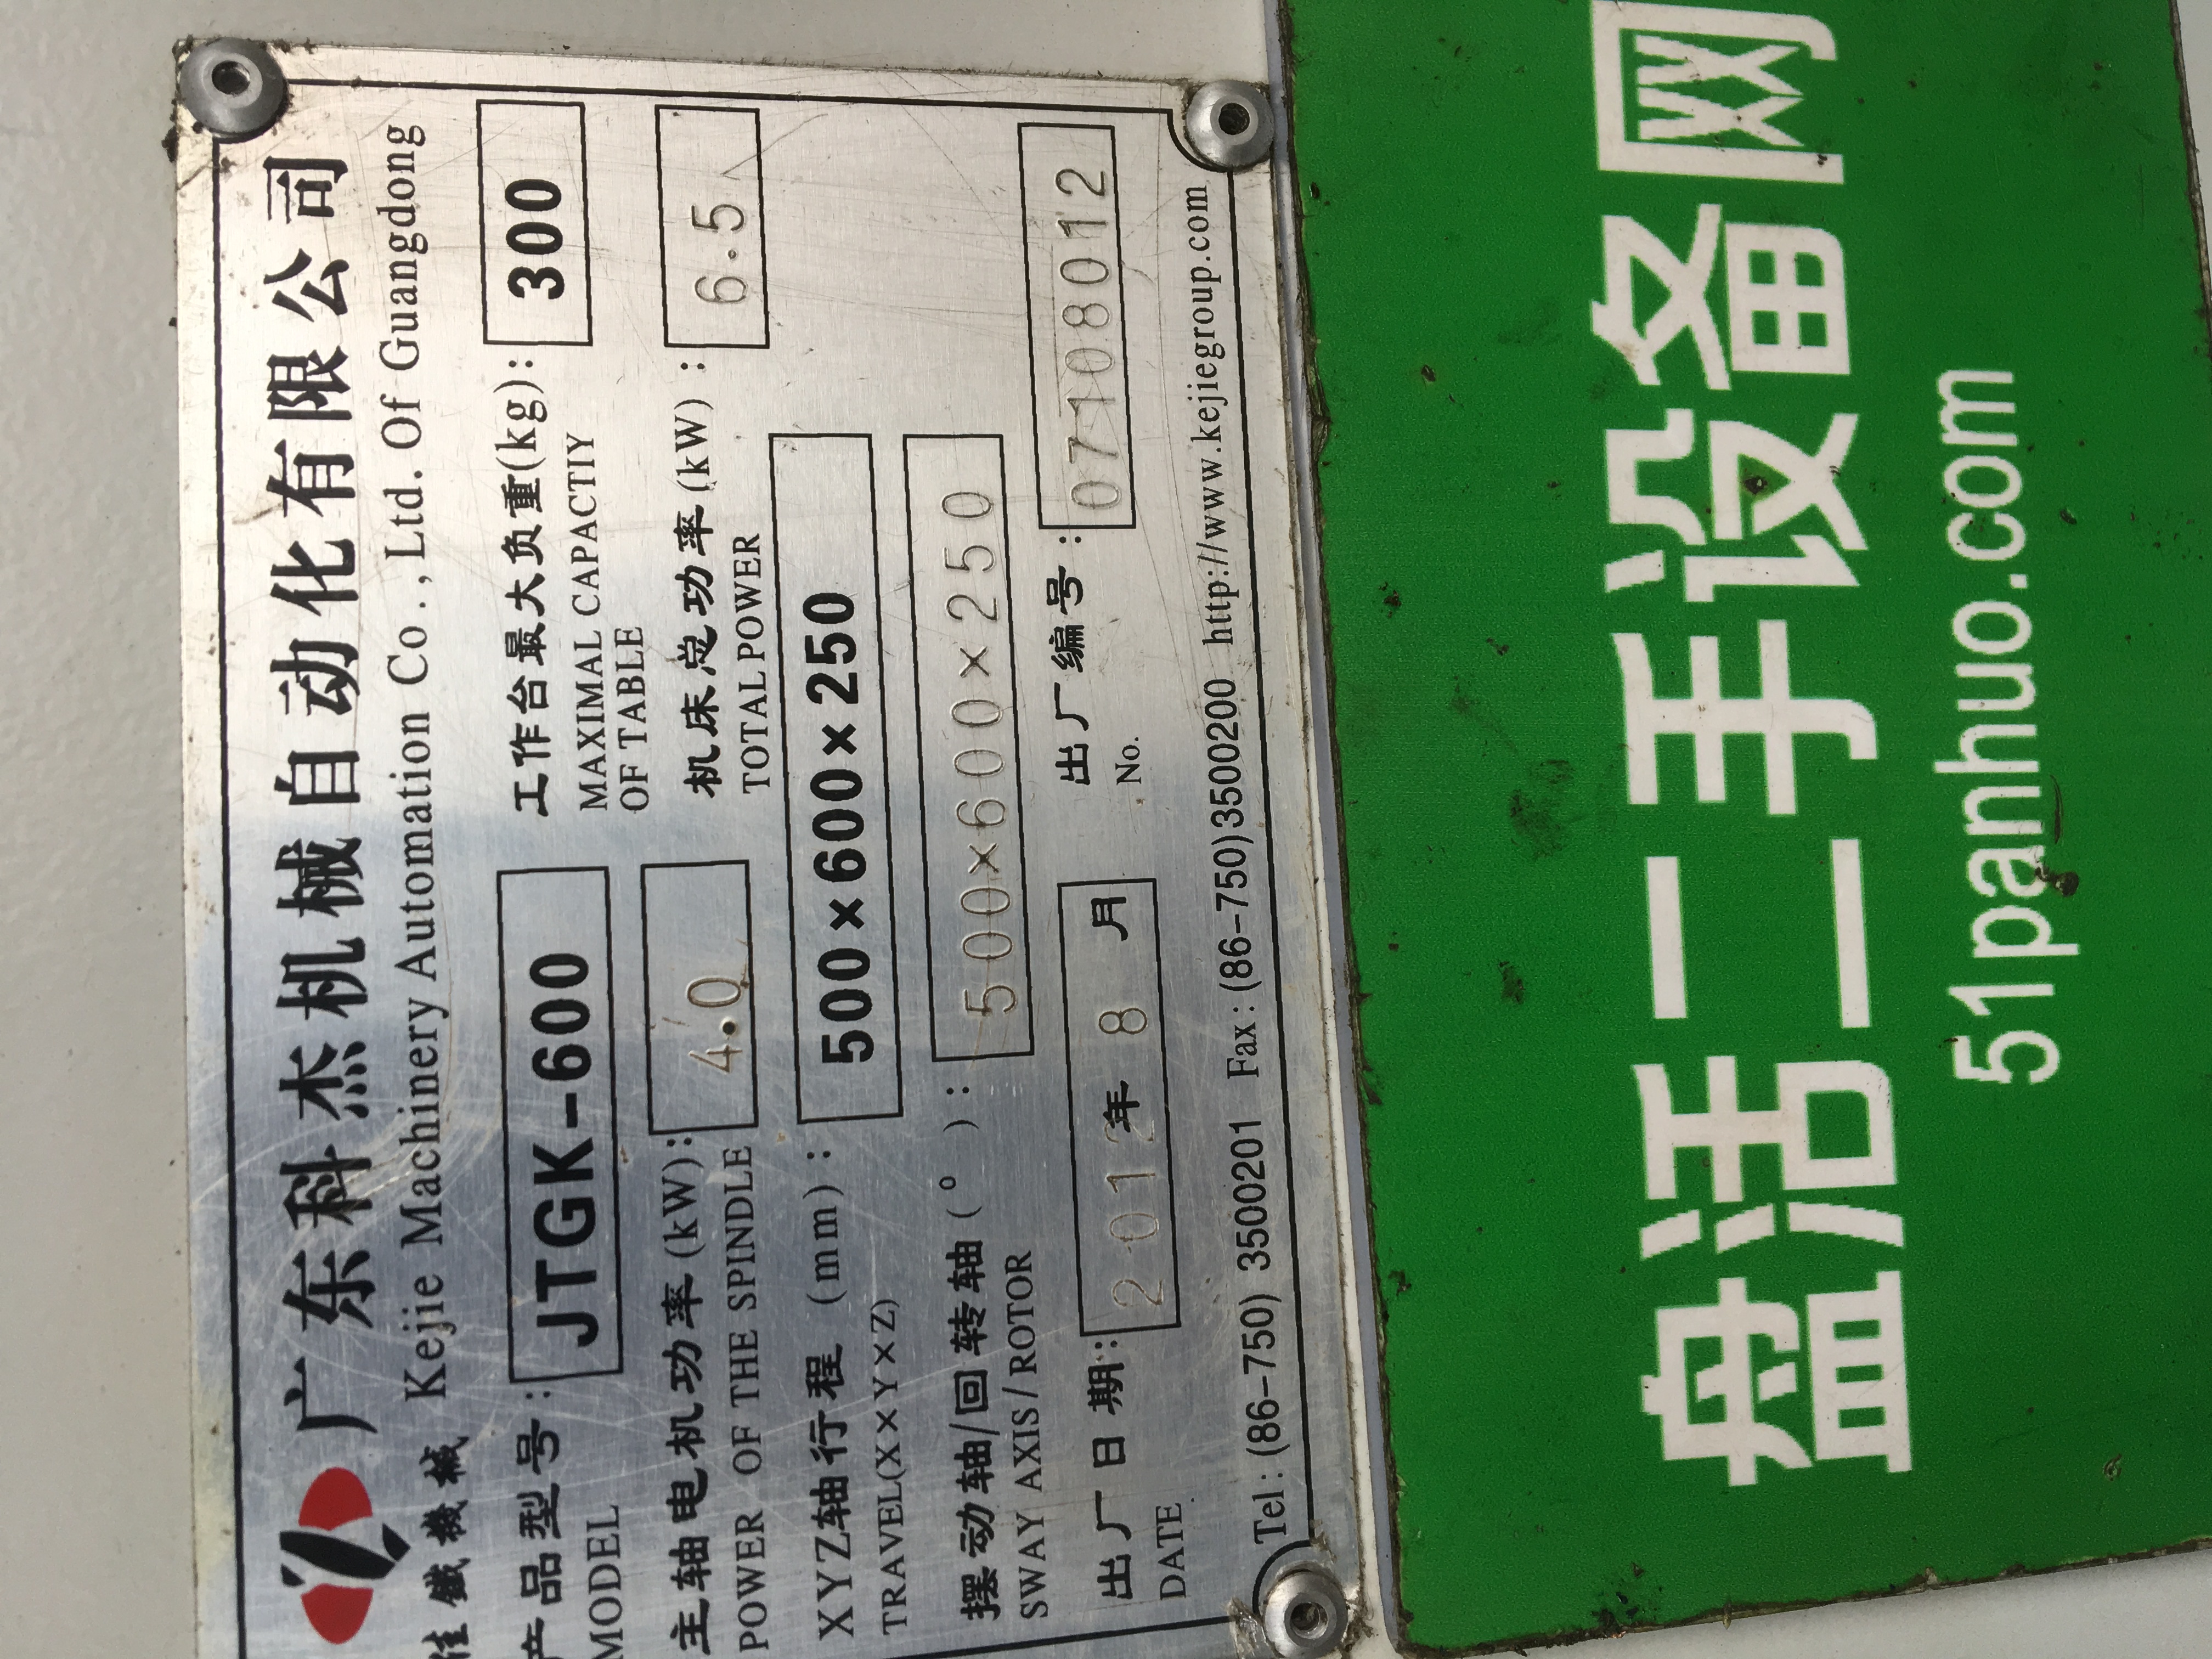 广东科杰机械自动化有限公司
佳鐵機械 Kejie Machinery Automation Co.,Ltd.Of Guangdong
产品型号: JTGK-600 工作台最大负重(kg): 300
MODEL MAXIMAL CAPACTIY
OF TABLE
主轴电机功率(kW): 4.0 机床总功率(kW): 6.5
POWER OF THE SPINDLE TOTAL POWER
XYZ轴行程 (mm): 500×600×250
TRAVEL(X×Y×Z)
摆动轴/回转轴(° ): 500×600×250
SWAY AXIS/ROTOR
出厂日期: 2012年 8 月 出厂编号: 07108012
DATE No.
Tel:(86-750) 3500201 Fax:(86-750)3500200 http://www.kejiegroup.com
盘活二手设备网
51panhuo.com